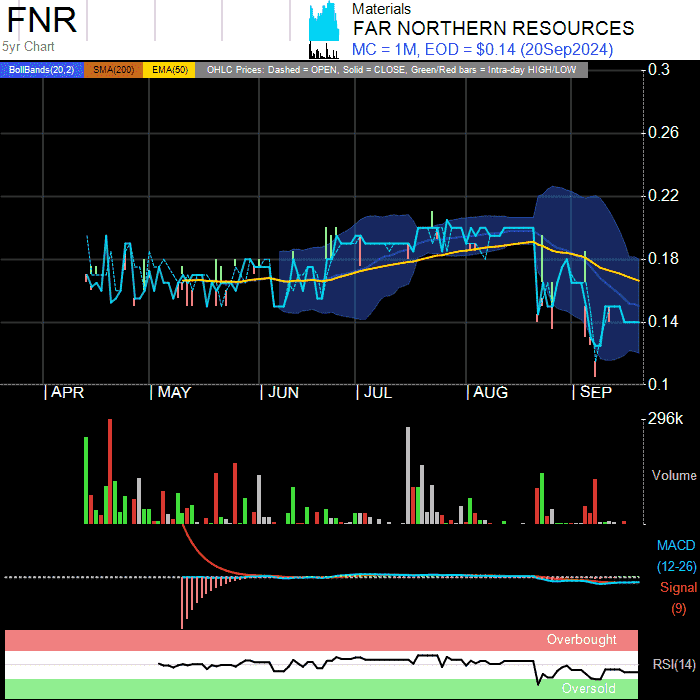 FNR
5yr Chart
Materials
FAR NORTHERN RESOURCES
MC = 1M, EOD = $0.14 (20Sep2024)
BollBands(20,2) SMA(200) EMA(50) OHLC Prices: Dashed = OPEN, Solid = CLOSE, Green/Red bars = Intra-day HIGH/LOW
0.3
0.26
0.22
0.18
0.14
0.1
APR MAY JUN JUL AUG SEP
296k
Volume
MACD
(12-26)
Signal
(9)
Overbought
RSI(14)
Oversold